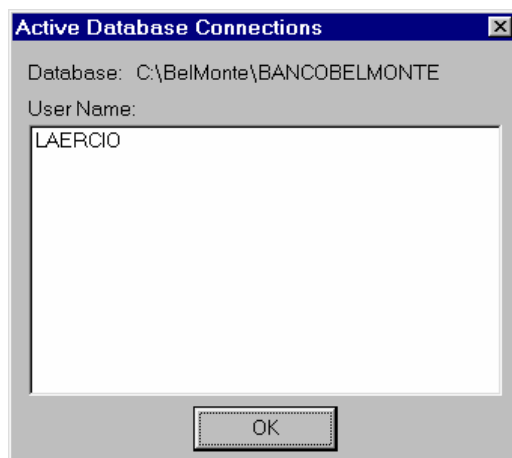 Active Database Connections
Database: C:\BelMonte\BANCOBELMONTE
User Name:
LAERCIO
OK